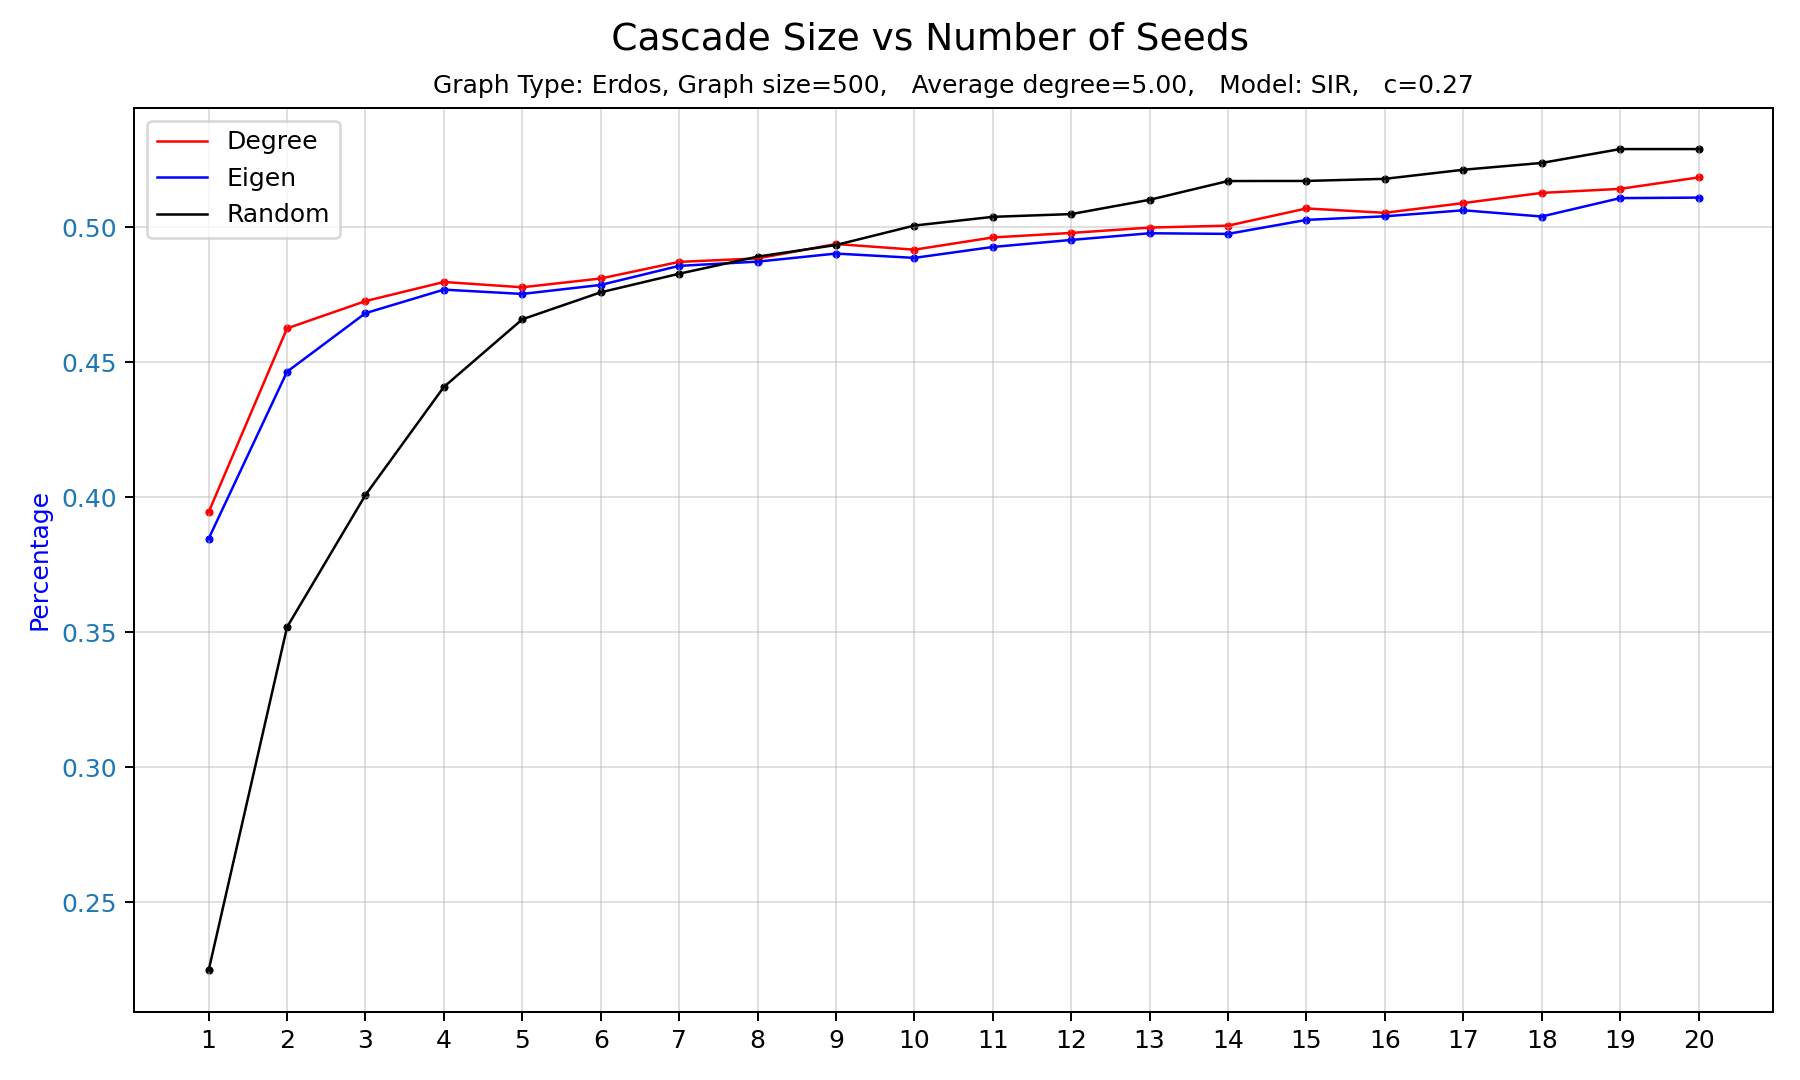 Cascade Size vs Number of Seeds
Graph Type: Erdos, Graph size=500,   Average degree=5.00,   Model: SIR,   c=0.27
Degree
Eigen
Random
Percentage
0.50
0.45
0.40
0.35
0.30
0.25
1 2 3 4 5 6 7 8 9 10 11 12 13 14 15 16 17 18 19 20